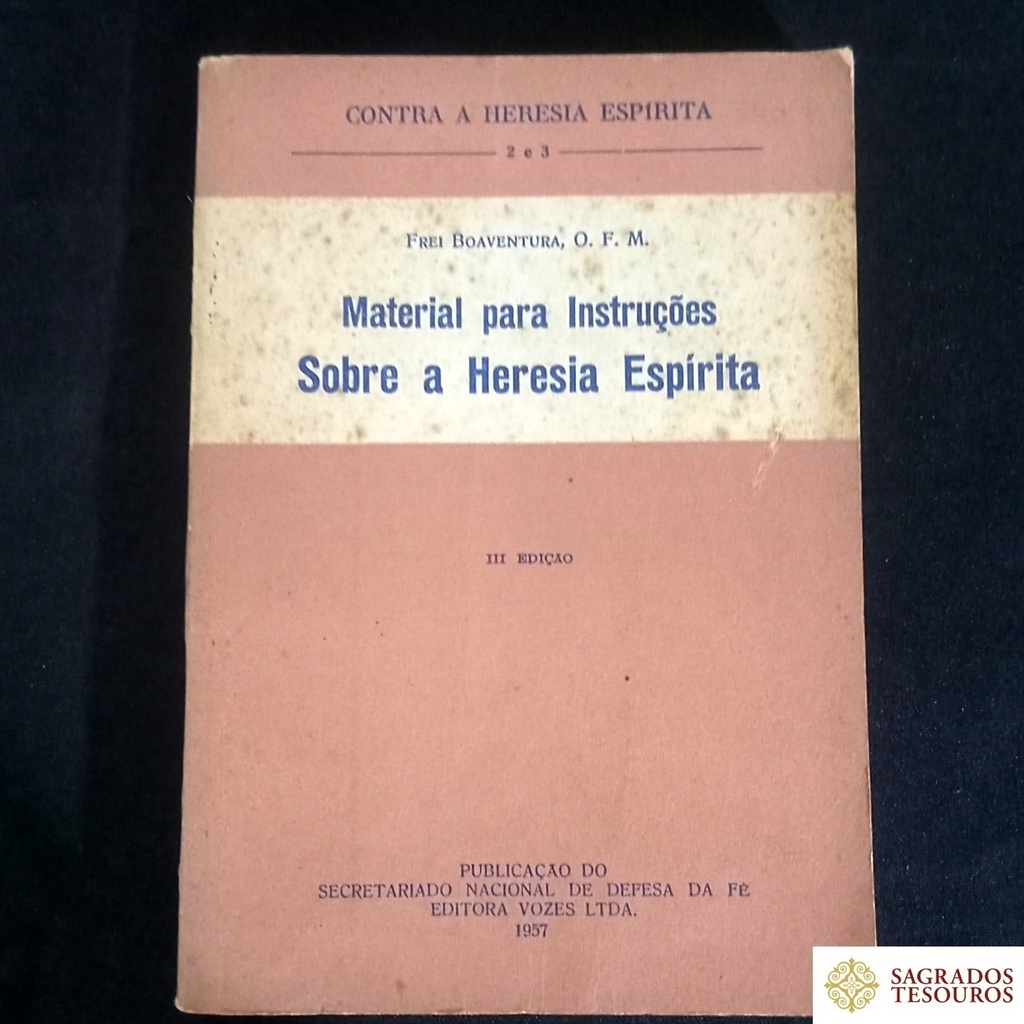 CONTRA A HERESIA ESPÍRITA
2 e 3
FREI BOAVENTURA, O. F. M.
Material para Instruções
Sobre a Heresia Espírita
III EDIÇÃO
PUBLICAÇÃO DO
SECRETARIADO NACIONAL DE DEFESA DA FÉ
EDITORA VOZES LTDA.
1957
SAGRADOS
TESOUROS